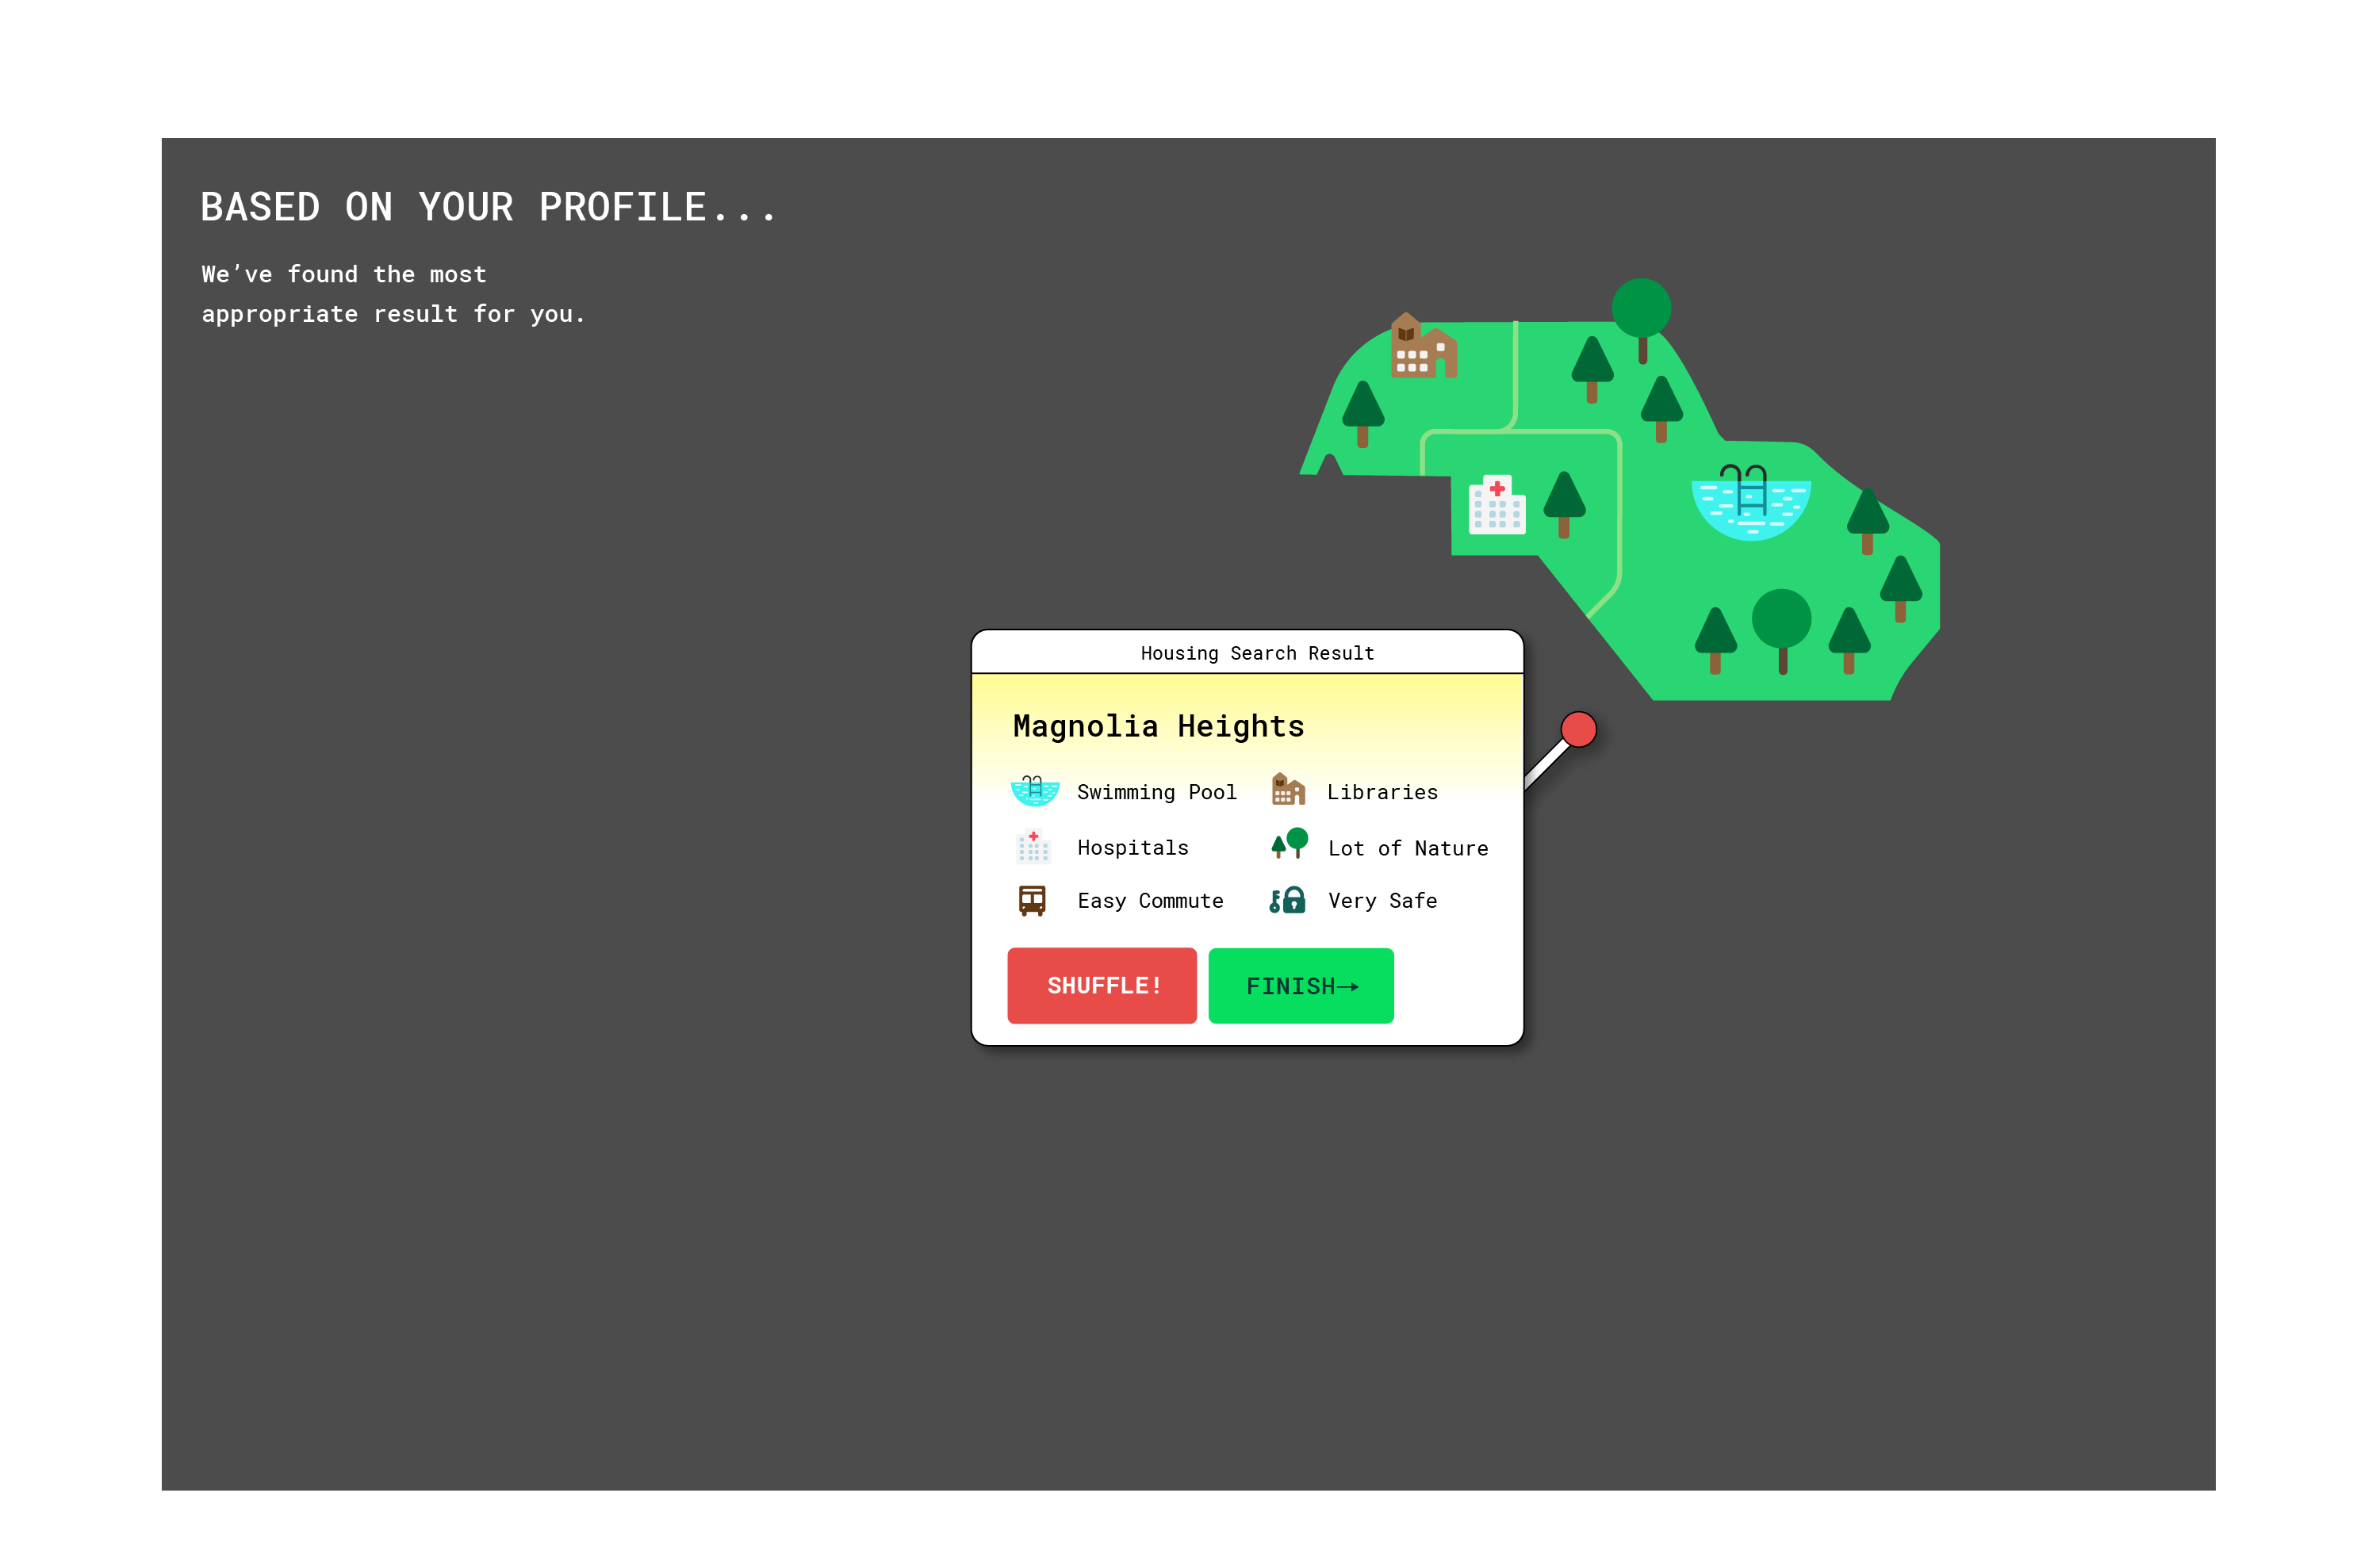 BASED ON YOUR PROFILE...
We’ve found the most
appropriate result for you.
Housing Search Result
Magnolia Heights
Swimming Pool
Libraries
Hospitals
Lot of Nature
Easy Commute
Very Safe
SHUFFLE!
FINISH→